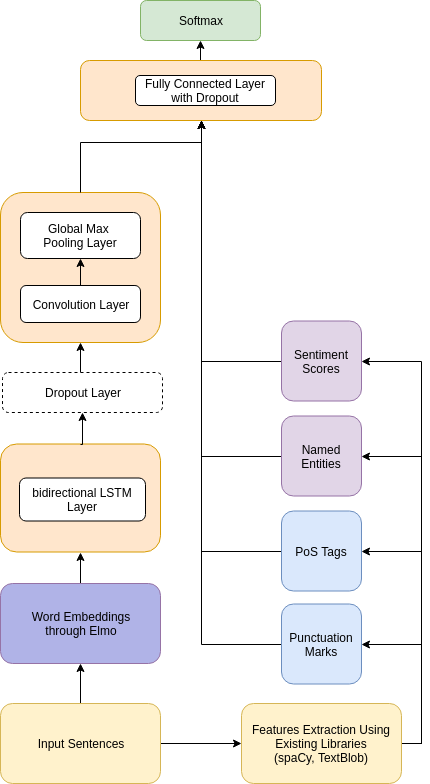 Softmax
Fully Connected Layer
with Dropout
Global Max
Pooling Layer
Convolution Layer
Dropout Layer
bidirectional LSTM
Layer
Word Embeddings
through Elmo
Input Sentences
Sentiment
Scores
Named
Entities
PoS Tags
Punctuation
Marks
Features Extraction Using
Existing Libraries
(spaCy, TextBlob)